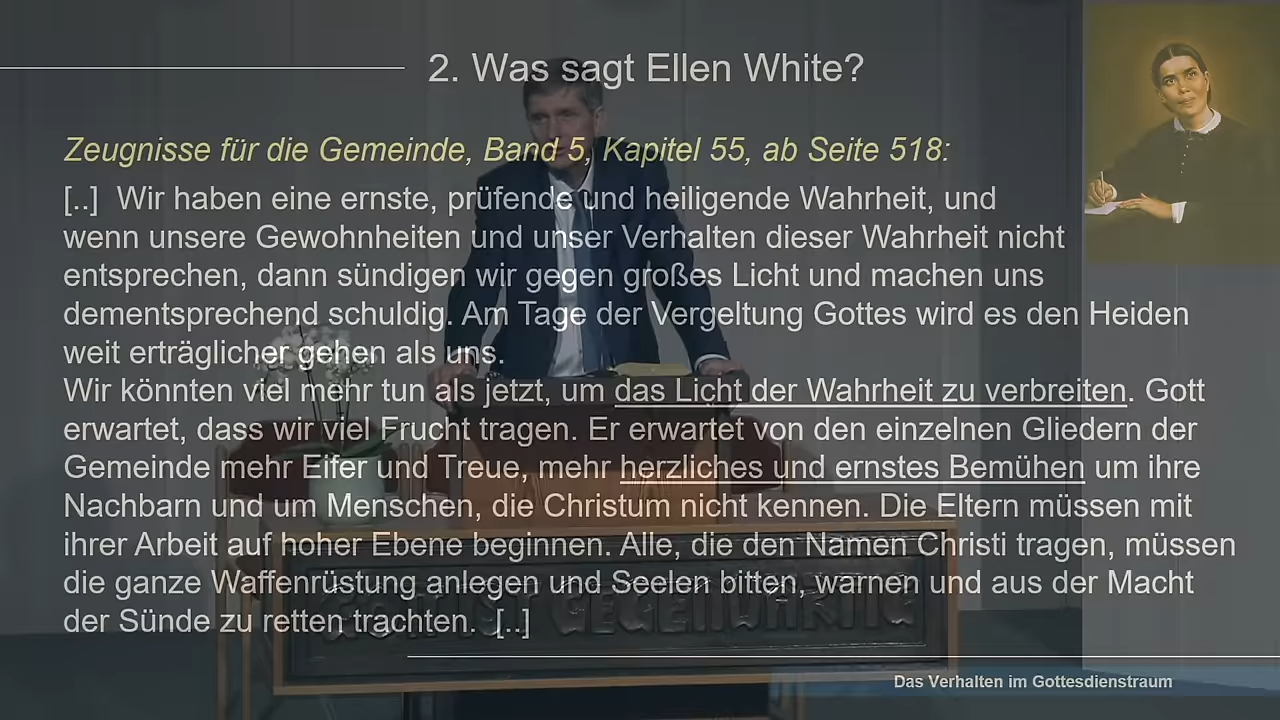 2. Was sagt Ellen White?
Zeugnisse für die Gemeinde, Band 5, Kapitel 55, ab Seite 518:
[..] Wir haben eine ernste, prüfende und heiligende Wahrheit, und
wenn unsere Gewohnheiten und unser Verhalten dieser Wahrheit nicht
entsprechen, dann sündigen wir gegen großes Licht und machen uns
dementsprechend schuldig. Am Tage der Vergeltung Gottes wird es den Heiden
weit erträglicher gehen als uns.
Wir könnten viel mehr tun als jetzt, um das Licht der Wahrheit zu verbreiten. Gott
erwartet, dass wir viel Frucht tragen. Er erwartet von den einzelnen Gliedern der
Gemeinde mehr Eifer und Treue, mehr herzliches und ernstes Bemühen um ihre
Nachbarn und um Menschen, die Christum nicht kennen. Die Eltern müssen mit
ihrer Arbeit auf hoher Ebene beginnen. Alle, die den Namen Christi tragen, müssen
die ganze Waffenrüstung anlegen und Seelen bitten, warnen und aus der Macht
der Sünde zu retten trachten. [..]
GOTT IST GEGENWÄRTIG
Das Verhalten im Gottesdienstraum